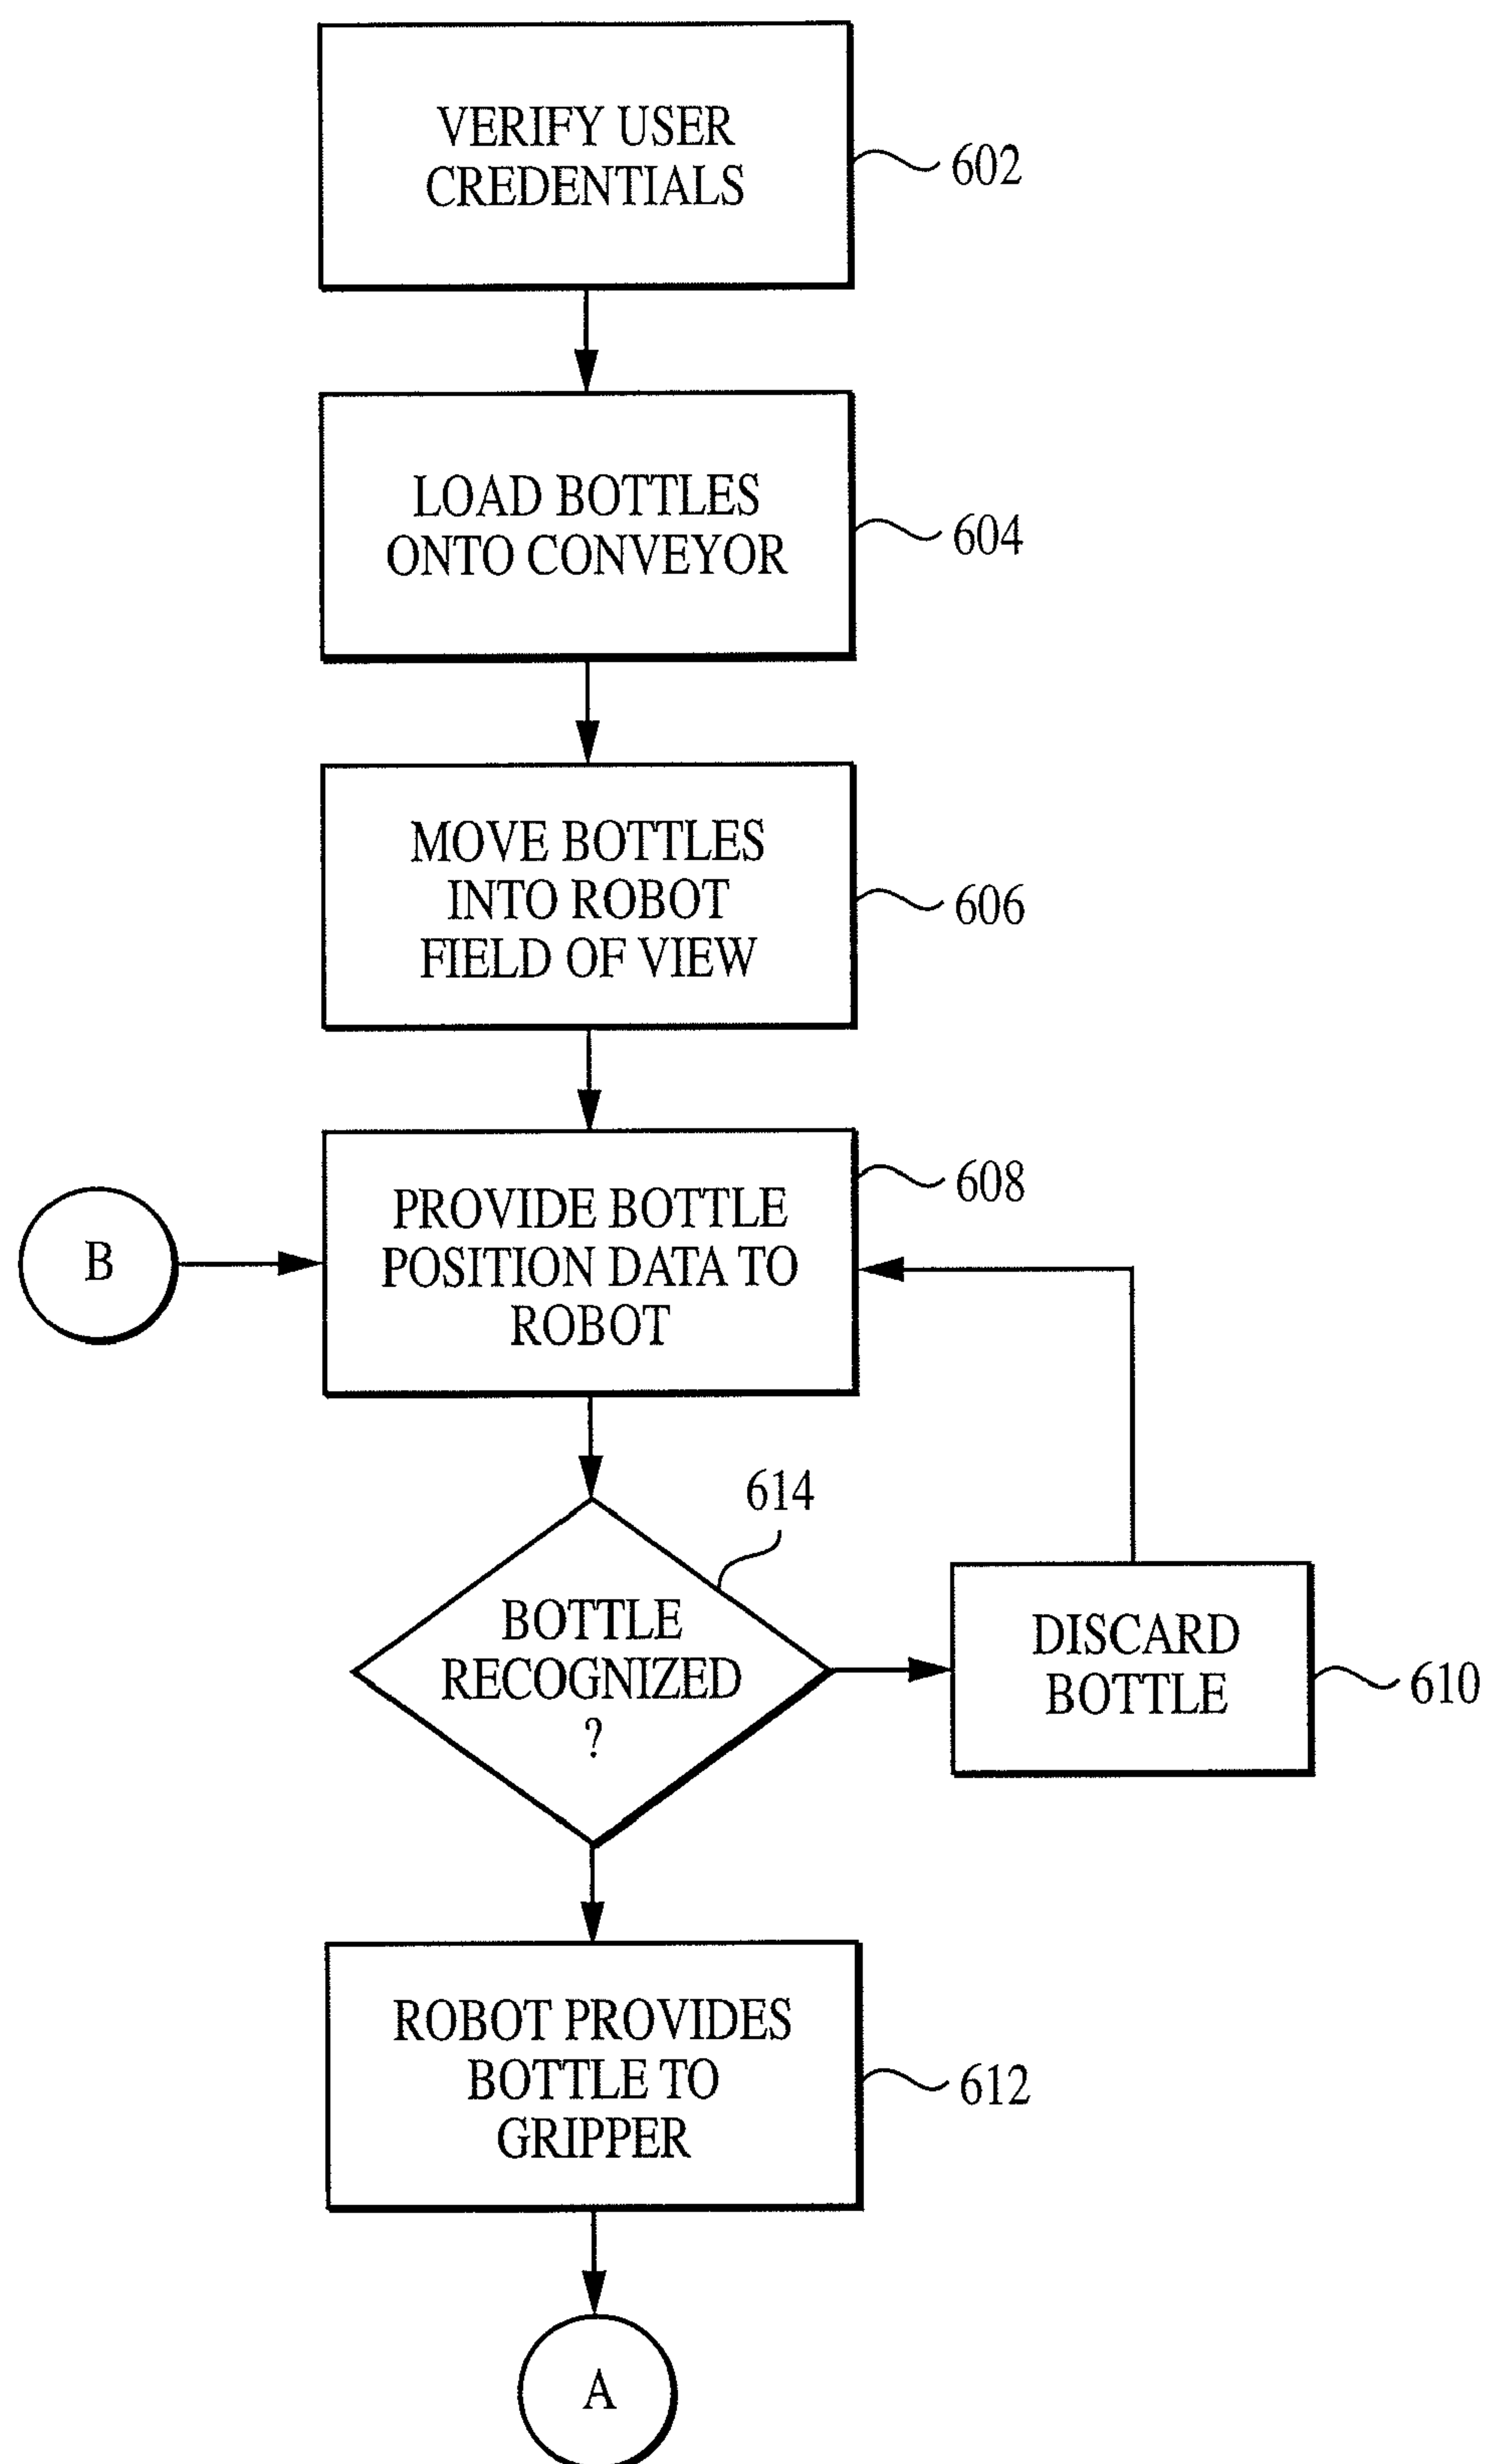 VERIFY USER
CREDENTIALS
602
LOAD BOTTLES
ONTO CONVEYOR
604
MOVE BOTTLES
INTO ROBOT
FIELD OF VIEW
606
B
PROVIDE BOTTLE
POSITION DATA TO
ROBOT
608
614
BOTTLE
RECOGNIZED
?
DISCARD
BOTTLE
610
ROBOT PROVIDES
BOTTLE TO
GRIPPER
612
A